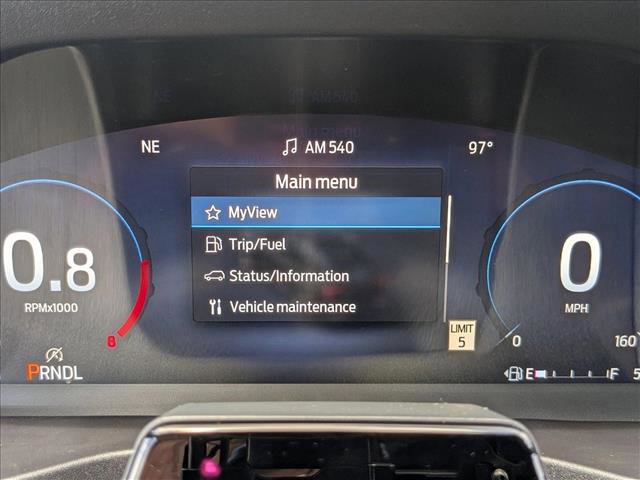 NE
AM 540
97°
Main menu
MyView
Trip/Fuel
Status/Information
Vehicle maintenance
0.8
RPMx1000
8
PRNDL
0
MPH
0
160
LIMIT
5
E
F
5